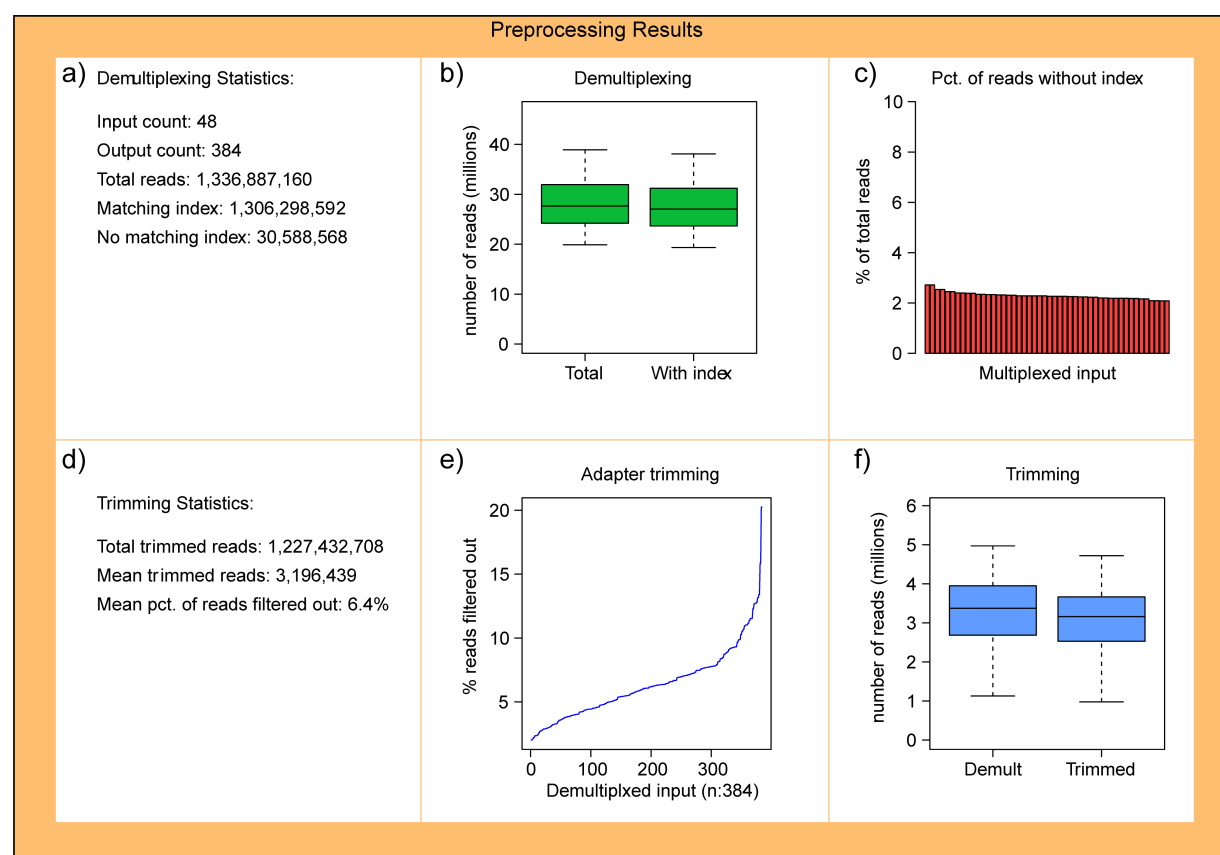 Preprocessing Results
a) Demultiplexing Statistics:
Input count: 48
Output count: 384
Total reads: 1,336,887,160
Matching index: 1,306,298,592
No matching index: 30,588,568
b) Demultiplexing
number of reads (millions)
40
30
20
10
0
Total With index
c) Pct. of reads without index
% of total reads
10
8
6
4
2
0
Multiplexed input
d)
Trimming Statistics:
Total trimmed reads: 1,227,432,708
Mean trimmed reads: 3,196,439
Mean pct. of reads filtered out: 6.4%
e) Adapter trimming
% reads filtered out
20
15
10
5
0 100 200 300
Demultiplxed input (n:384)
f) Trimming
number of reads (millions)
6
5
4
3
2
1
0
Demult Trimmed